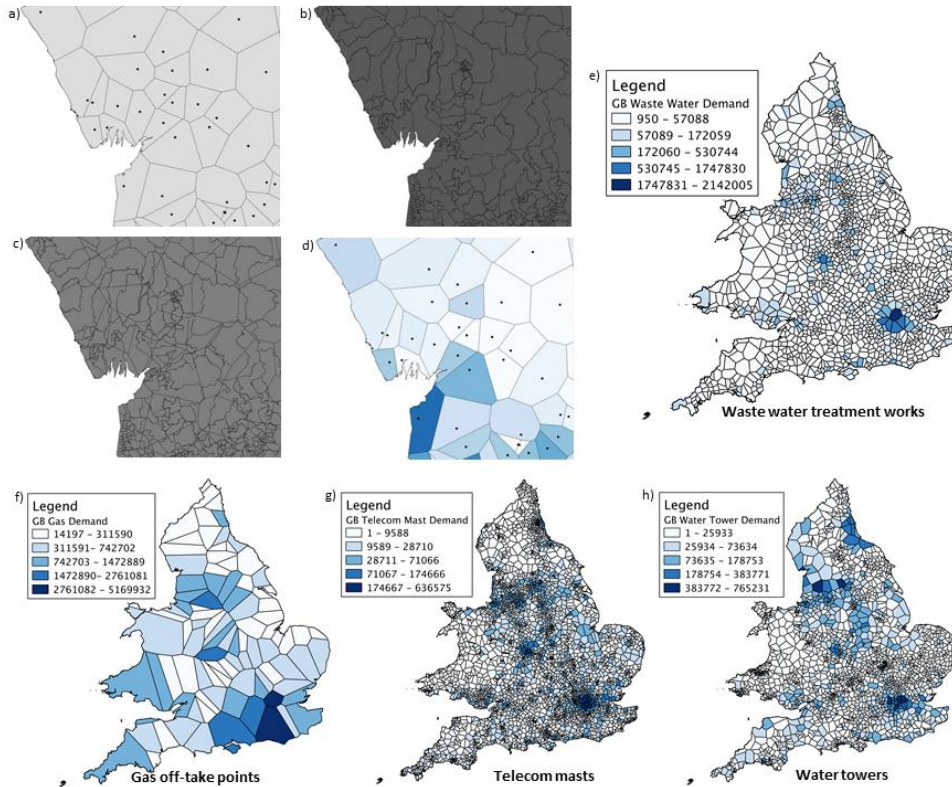 a)
b)
c)
d)
e)
Legend
GB Waste Water Demand
950 - 57088
57089 - 172059
172060 - 530744
530745 - 1747830
1747831 - 2142005
Waste water treatment works
f)
Legend
GB Gas Demand
14197 - 311590
311591- 742702
742703 - 1472889
1472890- 2761081
2761082 - 5169932
Gas off-take points
g)
Legend
GB Telecom Mast Demand
1 - 9588
9589 - 28710
28711 - 71066
71067 - 174666
174667 - 636575
Telecom masts
h)
Legend
GB Water Tower Demand
1 - 25933
25934 - 73634
73635 - 178753
178754 - 383771
383772 - 765231
Water towers